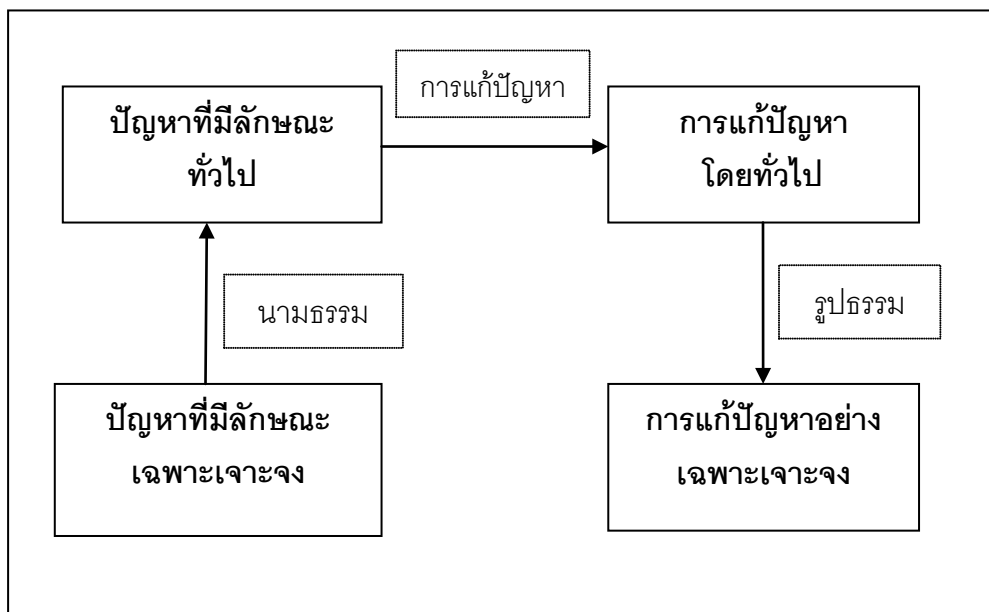 การแก้ปัญหา
ปัญหาที่มีลักษณะ
ทั่วไป
การแก้ปัญหา
โดยทั่วไป
นามธรรม
รูปธรรม
ปัญหาที่มีลักษณะ
เฉพาะเจาะจง
การแก้ปัญหาอย่าง
เฉพาะเจาะจง